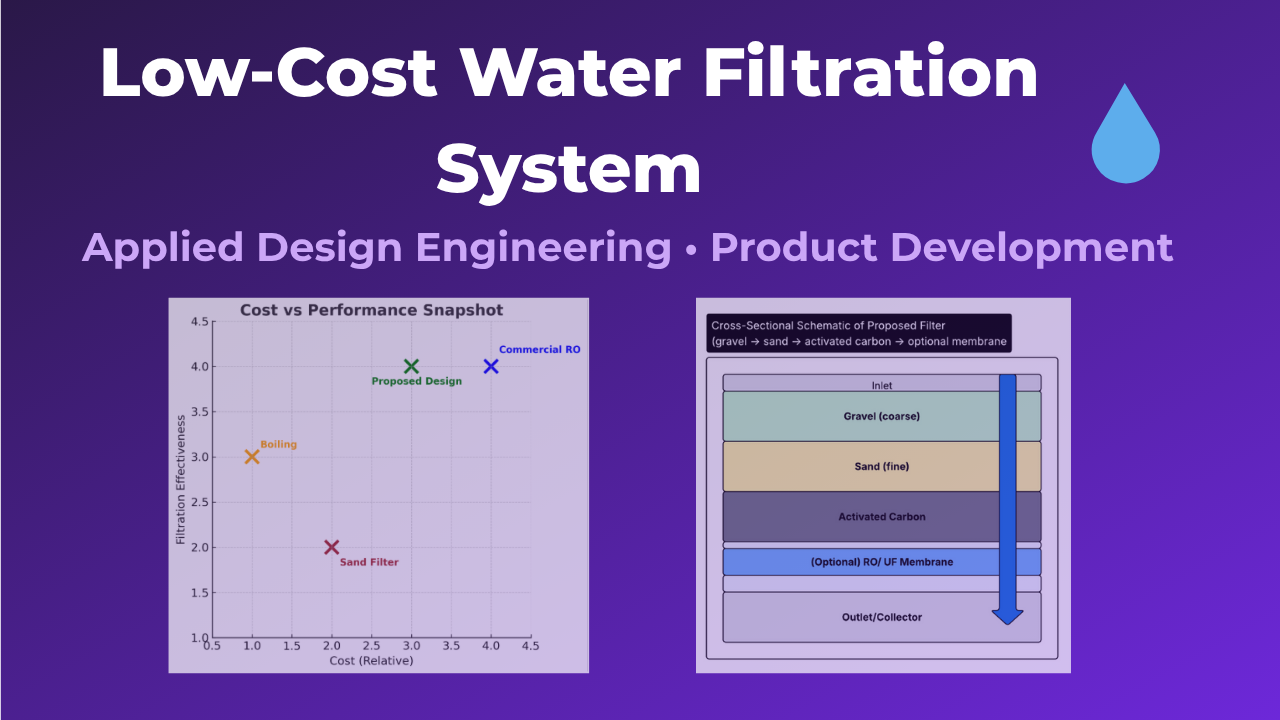 Low-Cost Water Filtration
System
Applied Design Engineering • Product Development
Cost vs Performance Snapshot
4.5
4.0
3.5
3.0
2.5
2.0
1.5
1.0
Filtration Effectiveness
Commercial RO
Proposed Design
Boiling
Sand Filter
0.5 1.0 1.5 2.0 2.5 3.0 3.5 4.0 4.5
Cost (Relative)
Cross-Sectional Schematic of Proposed Filter
(gravel → sand → activated carbon → optional membrane
Inlet
Gravel (coarse)
Sand (fine)
Activated Carbon
(Optional) RO/ UF Membrane
Outlet/Collector